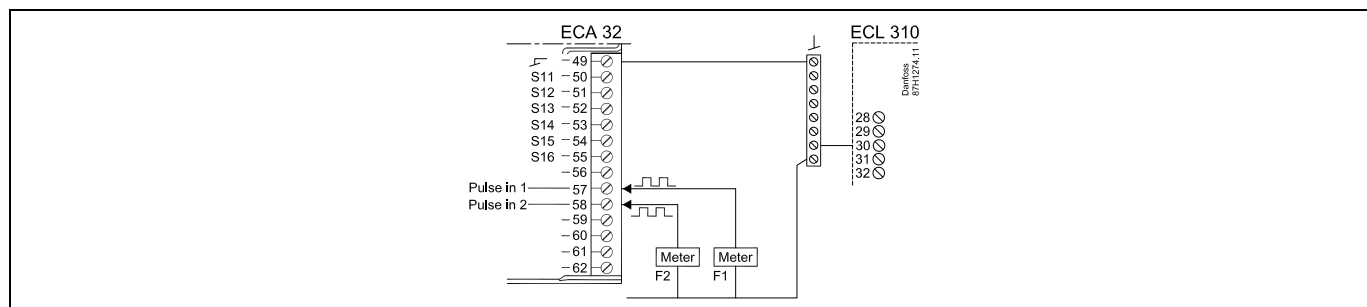 ECA 32
ECL 310
49
S11 50
S12 51
S13 52
S14 53
S15 54
S16 55
56
Pulse in 1 57
Pulse in 2 58
59
60
61
62
Meter
F2
Meter
F1
28
29
30
31
32
Danfoss
87H1274.11